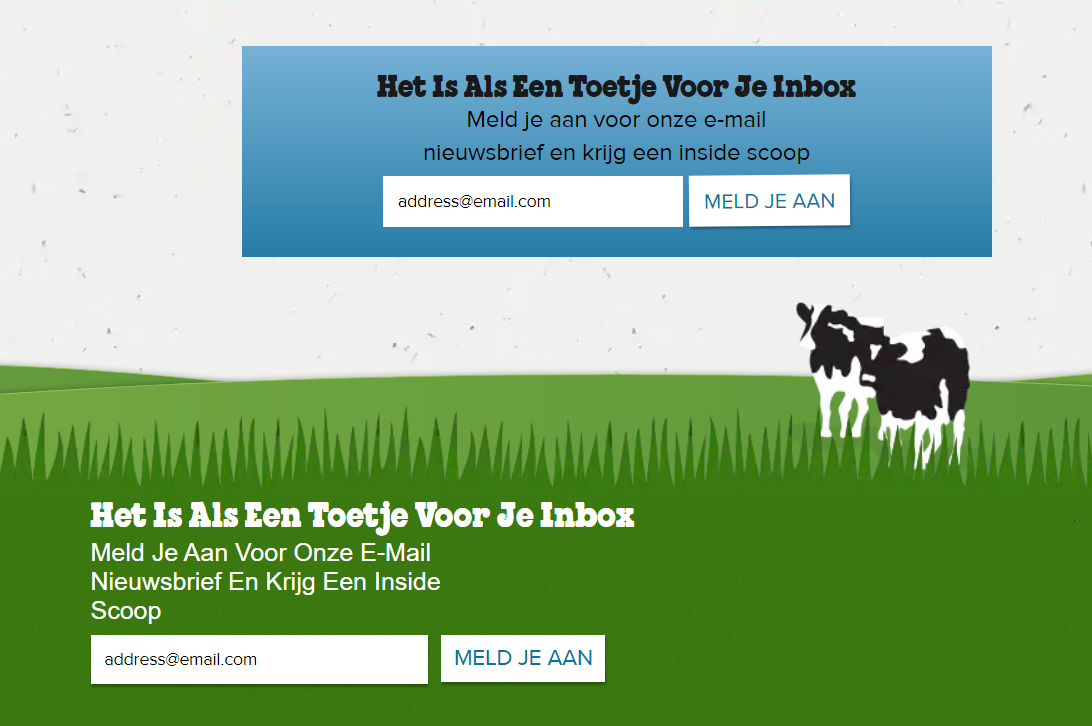 Het Is Als Een Toetje Voor Je Inbox
Meld je aan voor onze e-mail
nieuwsbrief en krijg een inside scoop
address@email.com
MELD JE AAN
Het Is Als Een Toetje Voor Je Inbox
Meld Je Aan Voor Onze E-Mail
Nieuwsbrief En Krijg Een Inside
Scoop
address@email.com
MELD JE AAN